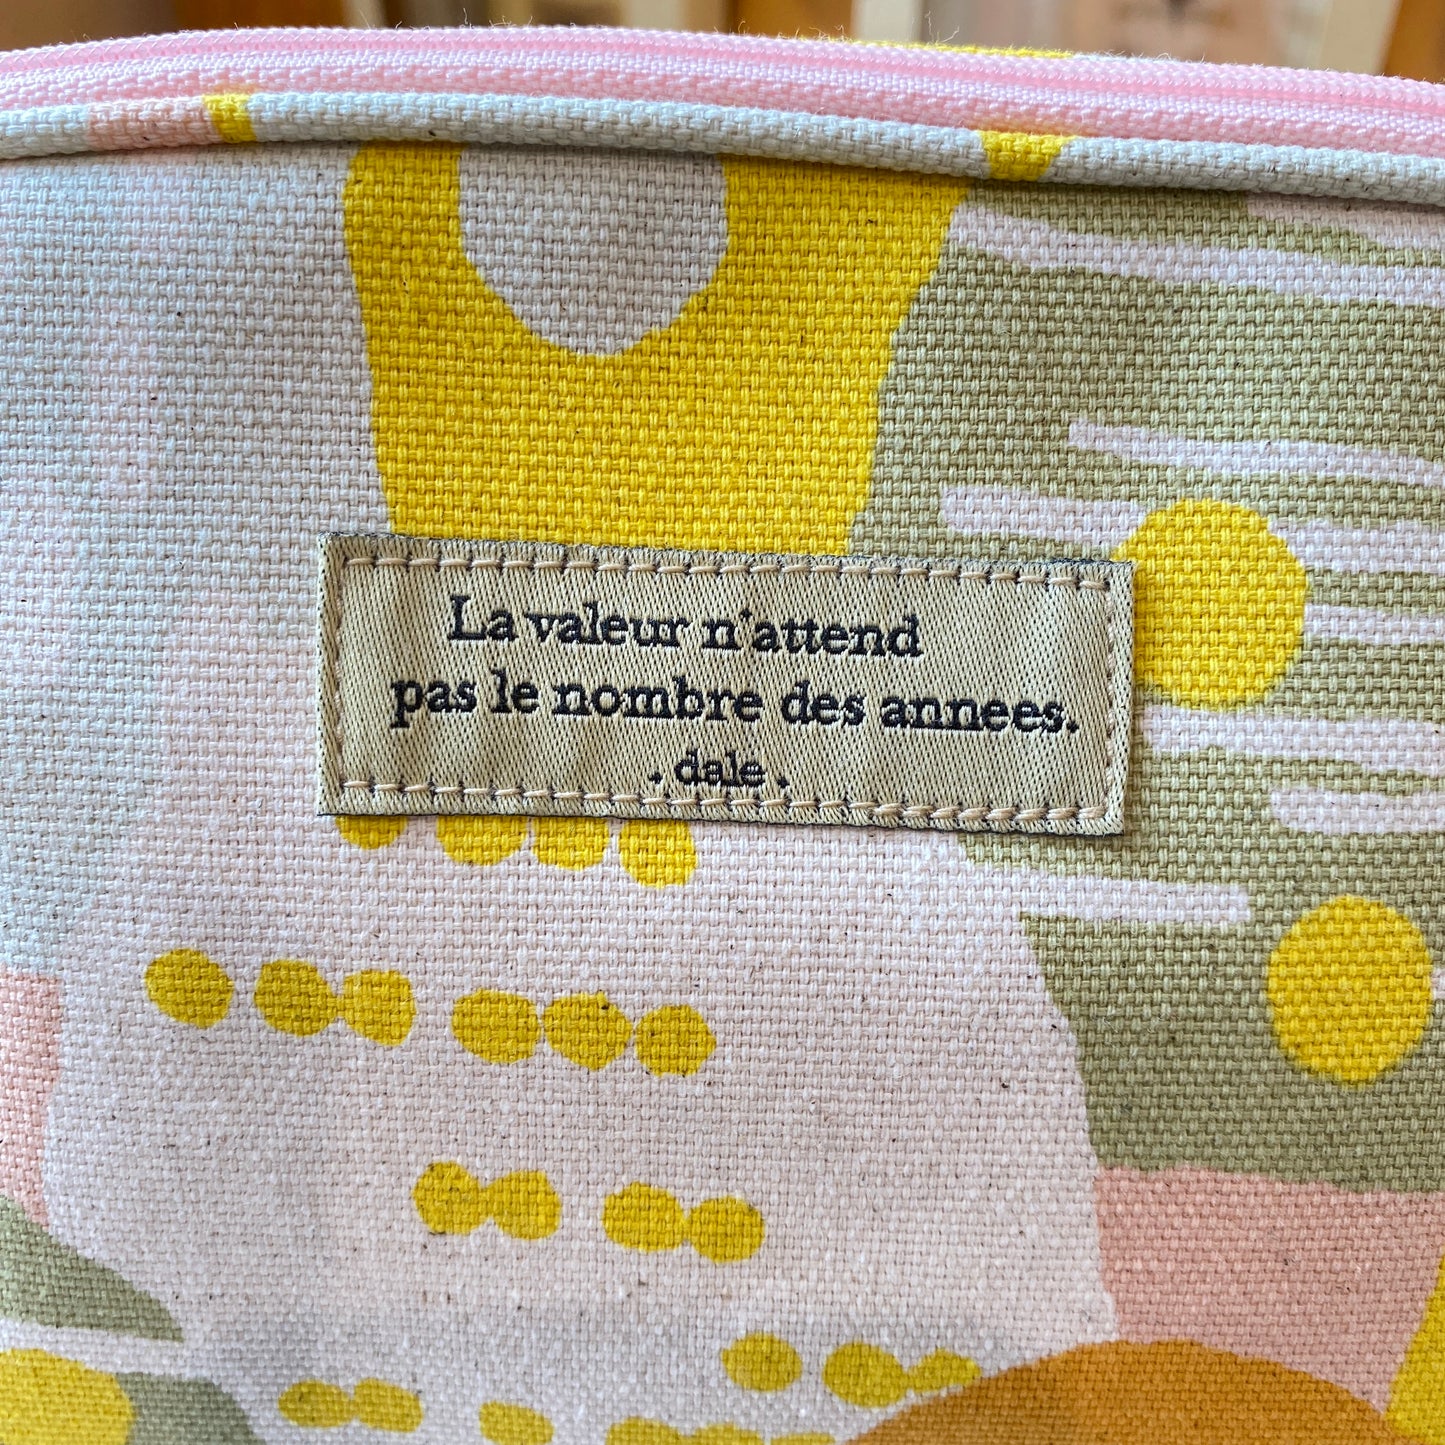 La valeur n'attend
pas le nombre des annees.
. dale .